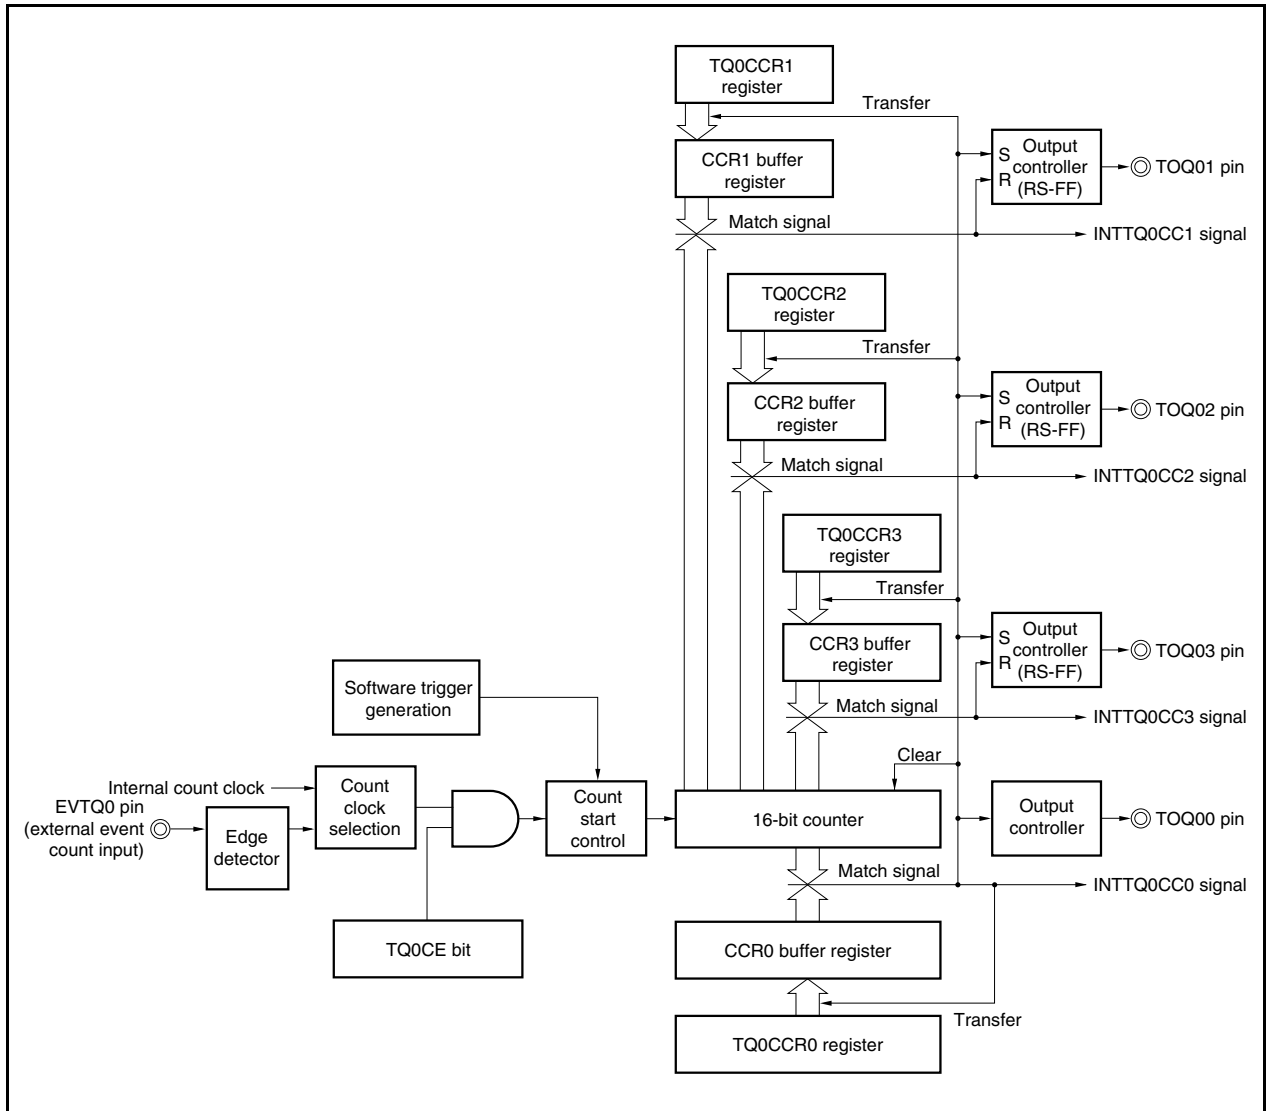 TQ0CCR1
register
Transfer
CCR1 buffer
register
S
R
Output
controller
(RS-FF)
TOQ01 pin
Match signal
INTTQ0CC1 signal
TQ0CCR2
register
Transfer
CCR2 buffer
register
S
R
Output
controller
(RS-FF)
TOQ02 pin
Match signal
INTTQ0CC2 signal
TQ0CCR3
register
Transfer
CCR3 buffer
register
S
R
Output
controller
(RS-FF)
TOQ03 pin
Match signal
INTTQ0CC3 signal
Software trigger
generation
Clear
Internal count clock
EVTQ0 pin
(external event
count input)
Edge
detector
Count
clock
selection
Count
start
control
16-bit counter
Output
controller
TOQ00 pin
Match signal
INTTQ0CC0 signal
TQ0CE bit
CCR0 buffer register
Transfer
TQ0CCR0 register